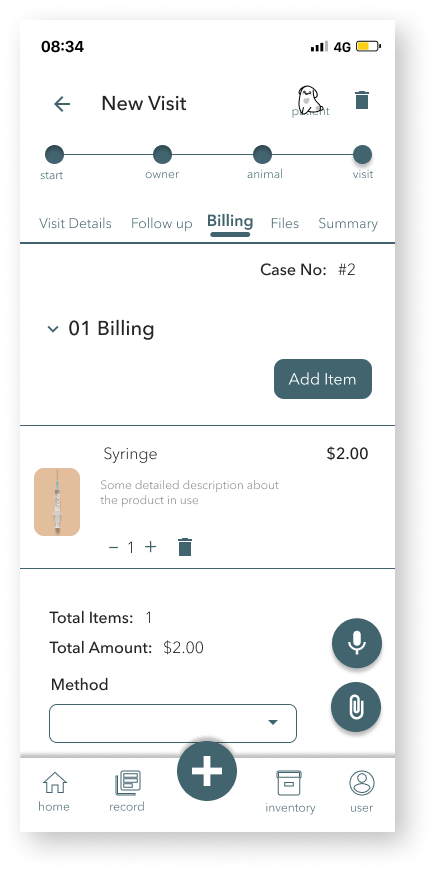 08:34
4G
New Visit
patient
start owner animal visit
Visit Details Follow up Billing Files Summary
Case No: #2
01 Billing
Add Item
Syringe $2.00
Some detailed description about
the product in use
− 1 +
Total Items: 1
Total Amount: $2.00
Method
home record inventory user